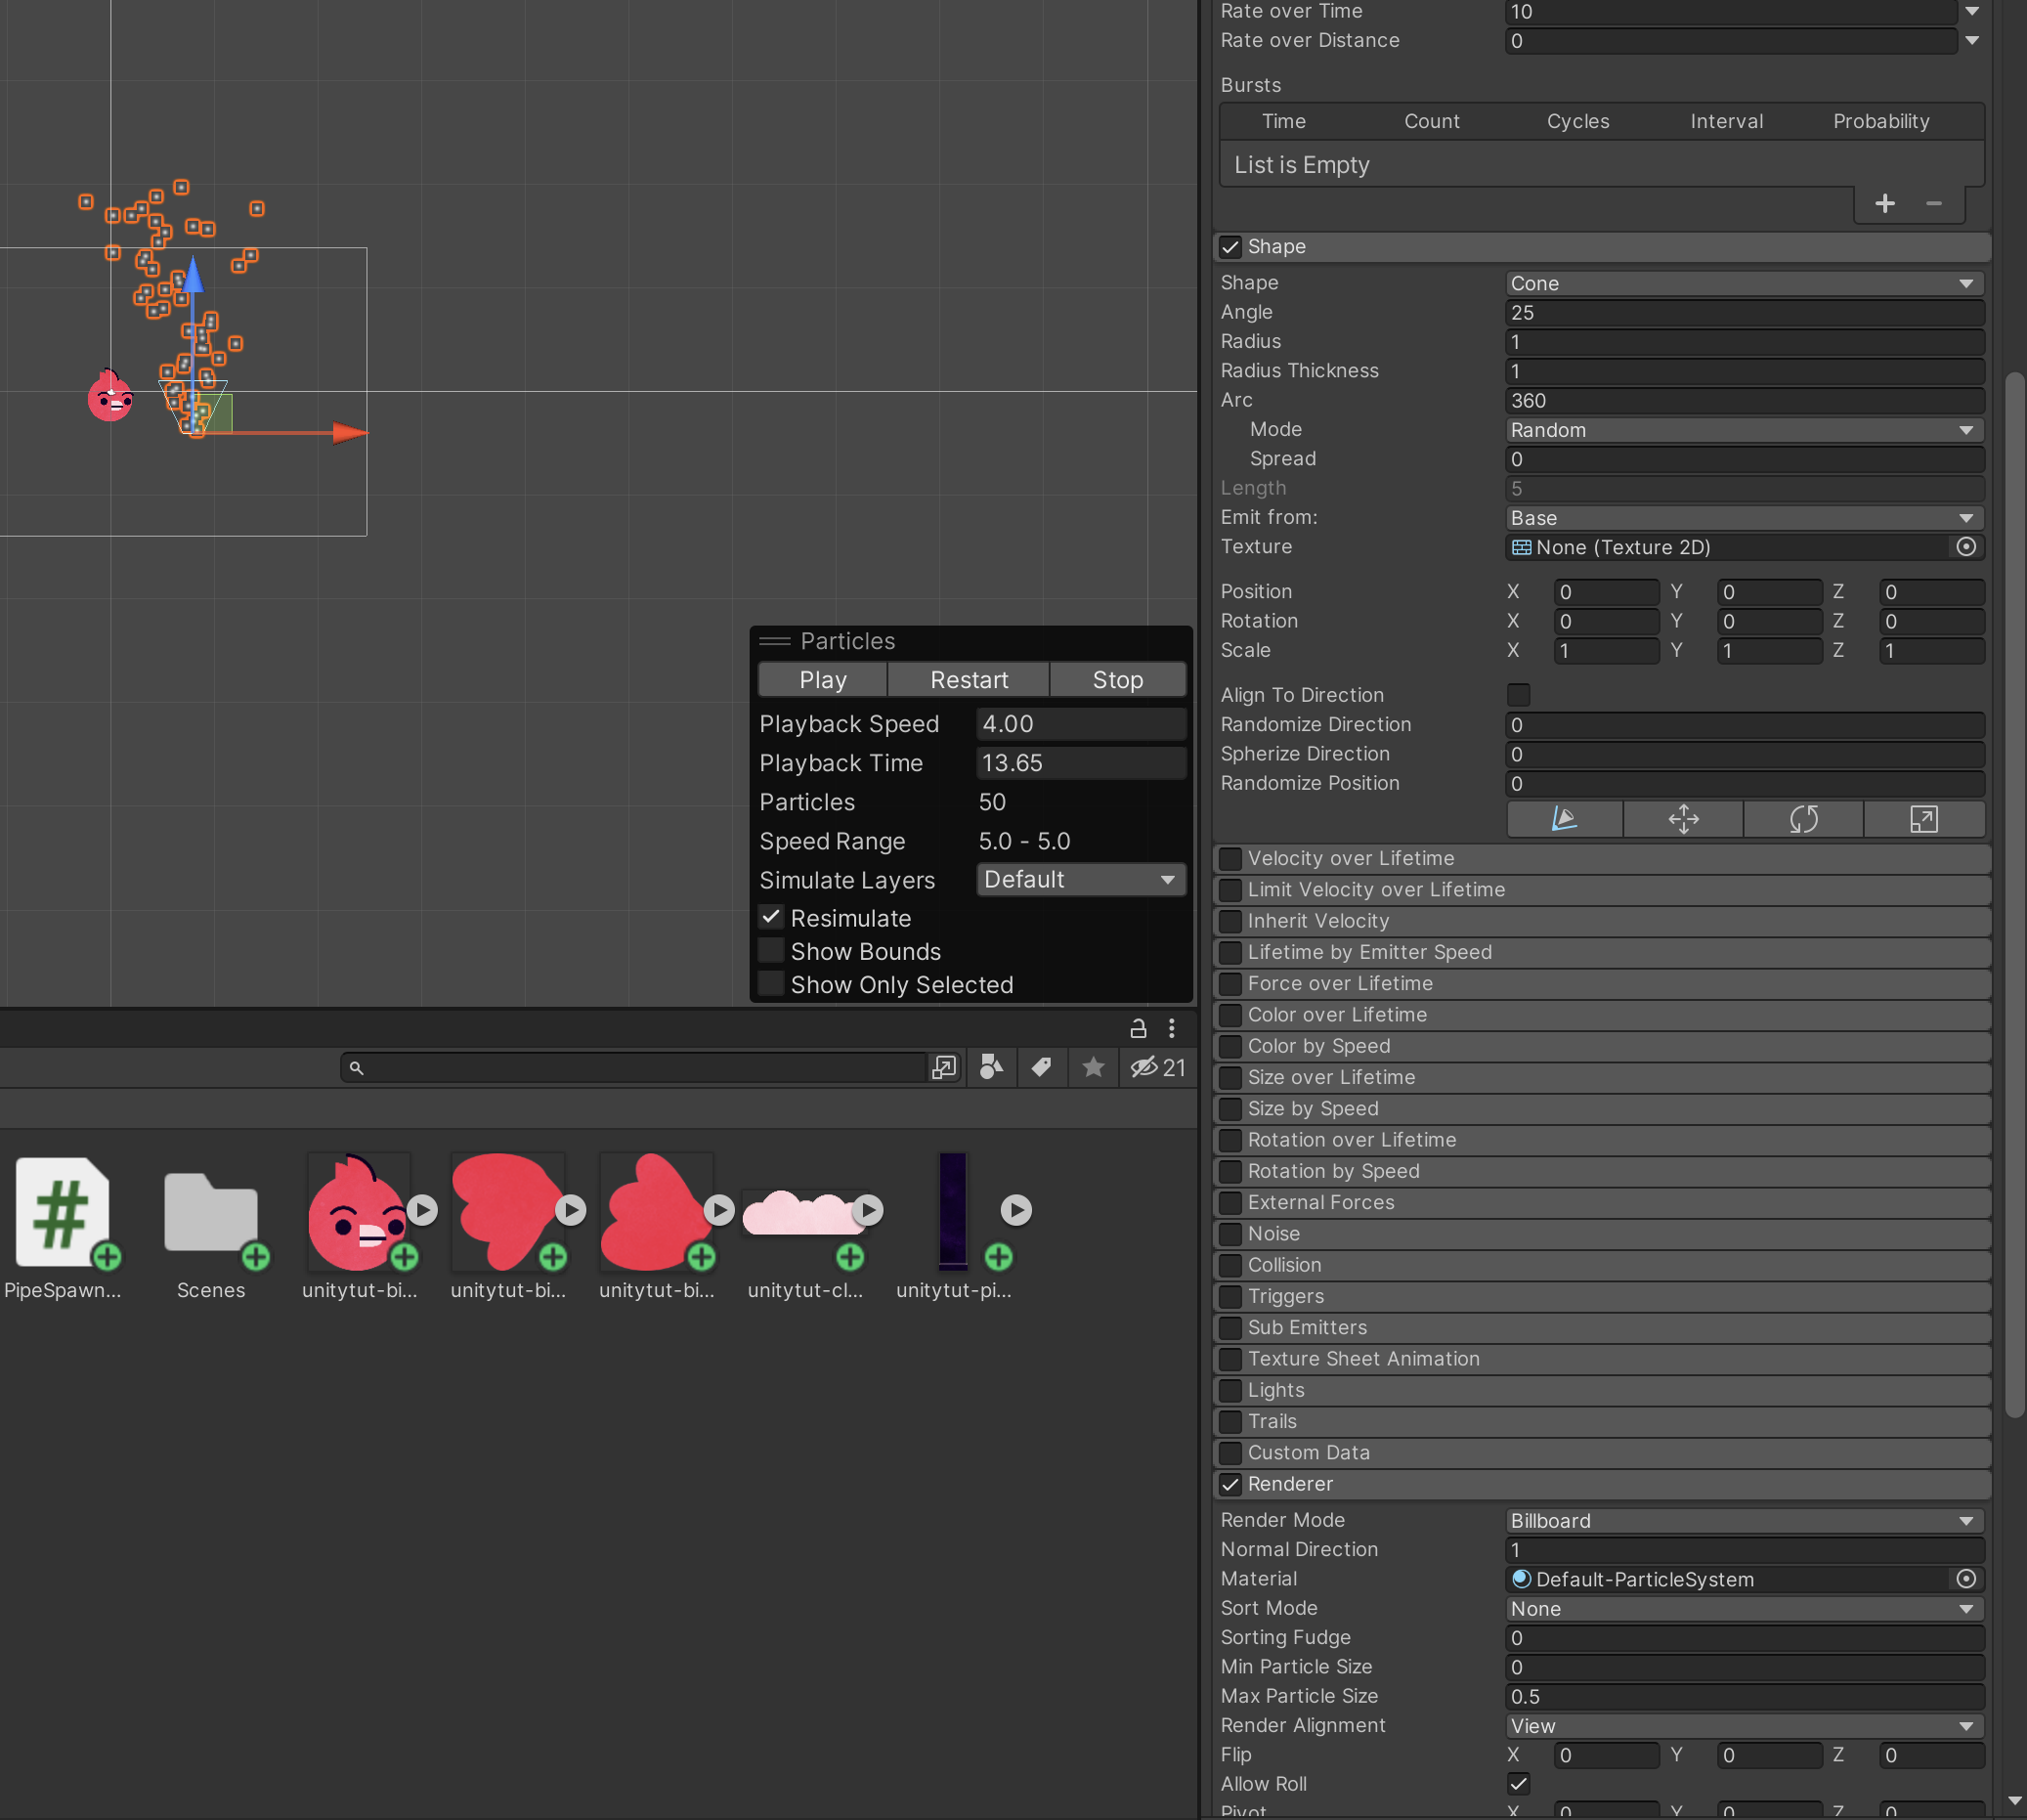 Rate over Time 10
Rate over Distance 0
Bursts
Time Count Cycles Interval Probability
List is Empty
Shape
Shape Cone
Angle 25
Radius 1
Radius Thickness 1
Arc 360
Mode Random
Spread 0
Length 5
Emit from: Base
Texture None (Texture 2D)
Position X 0 Y 0 Z 0
Rotation X 0 Y 0 Z 0
Scale X 1 Y 1 Z 1
Align To Direction
Randomize Direction 0
Spherize Direction 0
Randomize Position 0
Velocity over Lifetime
Limit Velocity over Lifetime
Inherit Velocity
Lifetime by Emitter Speed
Force over Lifetime
Color over Lifetime
Color by Speed
Size over Lifetime
Size by Speed
Rotation over Lifetime
Rotation by Speed
External Forces
Noise
Collision
Triggers
Sub Emitters
Texture Sheet Animation
Lights
Trails
Custom Data
Renderer
Render Mode Billboard
Normal Direction 1
Material Default-ParticleSystem
Sort Mode None
Sorting Fudge 0
Min Particle Size 0
Max Particle Size 0.5
Render Alignment View
Flip X 0 Y 0 Z 0
Allow Roll
Pivot X 0 Y 0 Z 0
Particles
Play Restart Stop
Playback Speed 4.00
Playback Time 13.65
Particles 50
Speed Range 5.0 - 5.0
Simulate Layers Default
Resimulate
Show Bounds
Show Only Selected
21
PipeSpawn... Scenes unitytut-bi... unitytut-bi... unitytut-bi... unitytut-cl... unitytut-pi...